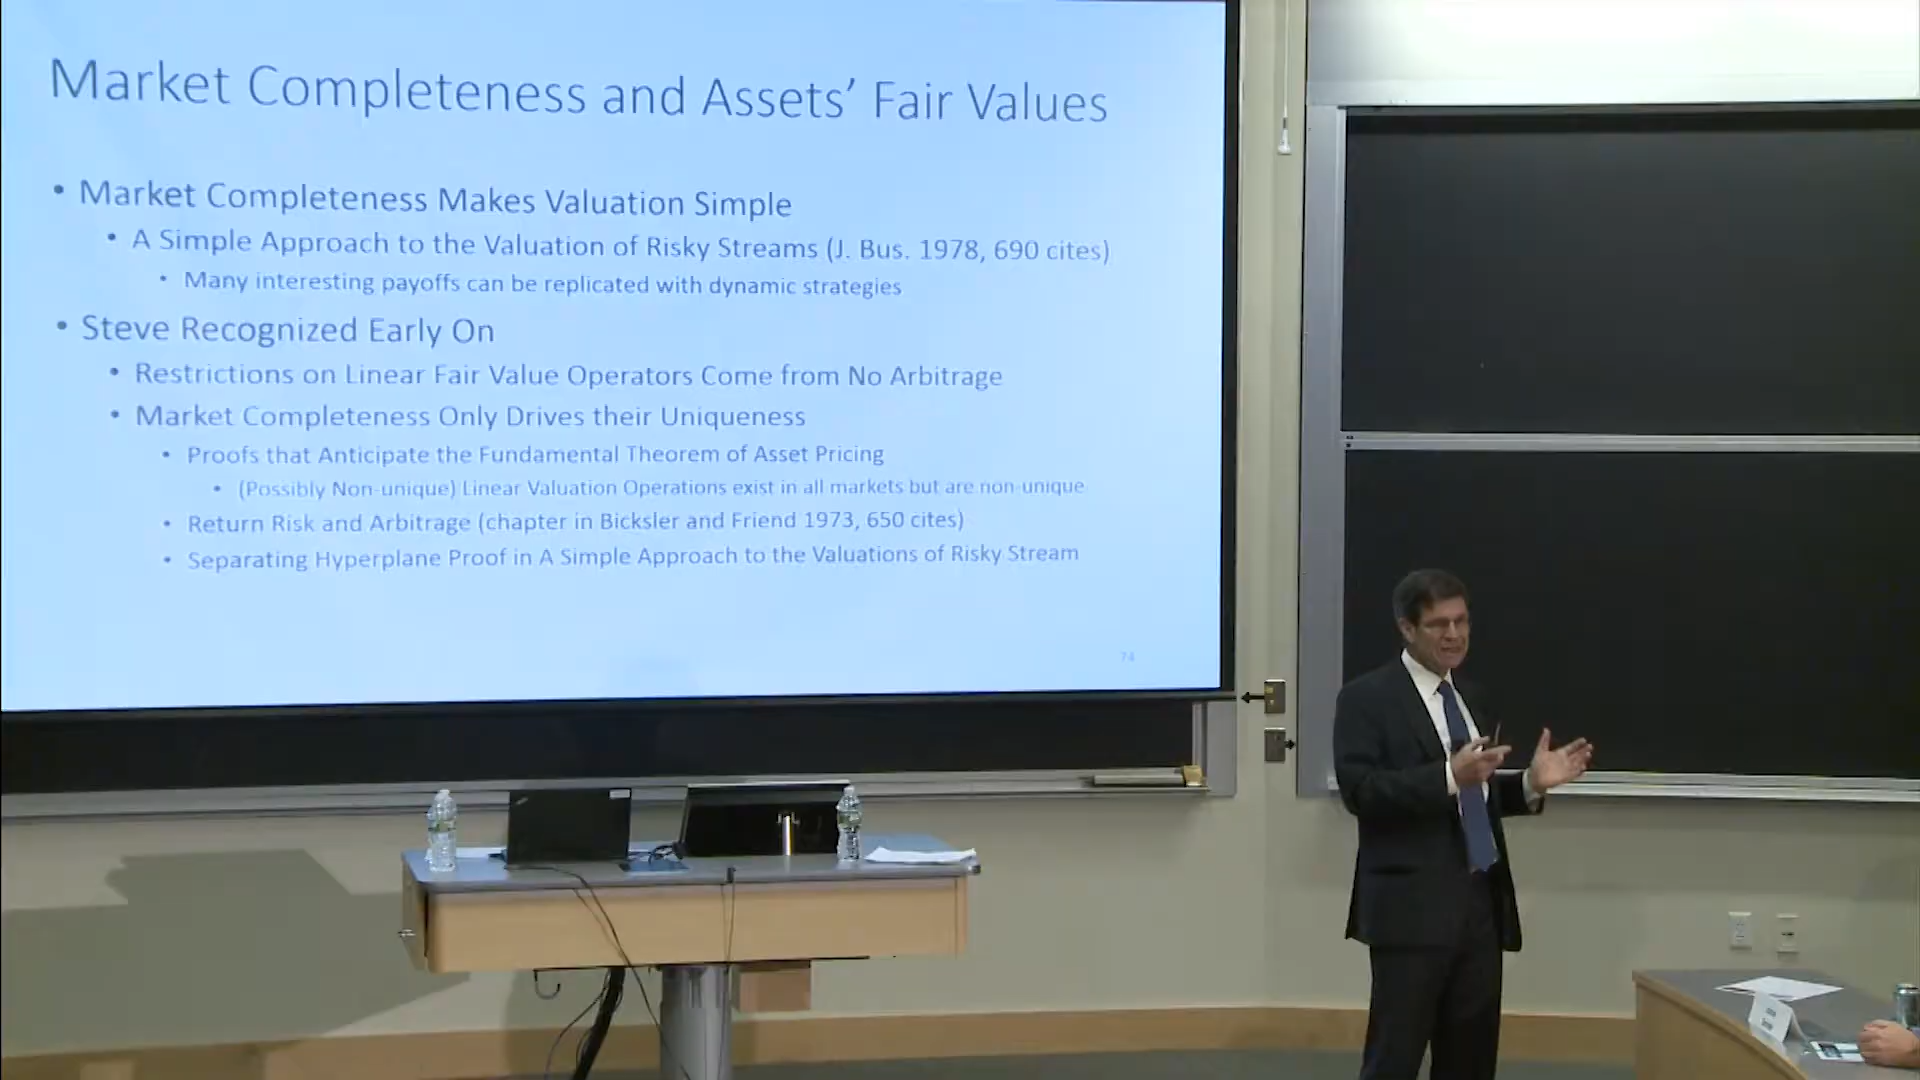 Market Completeness and Assets' Fair Values
• Market Completeness Makes Valuation Simple
• A Simple Approach to the Valuation of Risky Streams (J. Bus. 1978, 690 cites)
• Many interesting payoffs can be replicated with dynamic strategies
• Steve Recognized Early On
• Restrictions on Linear Fair Value Operators Come from No Arbitrage
• Market Completeness Only Drives their Uniqueness
• Proofs that Anticipate the Fundamental Theorem of Asset Pricing
• (Possibly Non-unique) Linear Valuation Operations exist in all markets but are non-unique
• Return Risk and Arbitrage (chapter in Bicksler and Friend 1973, 650 cites)
• Separating Hyperplane Proof in A Simple Approach to the Valuations of Risky Stream
74